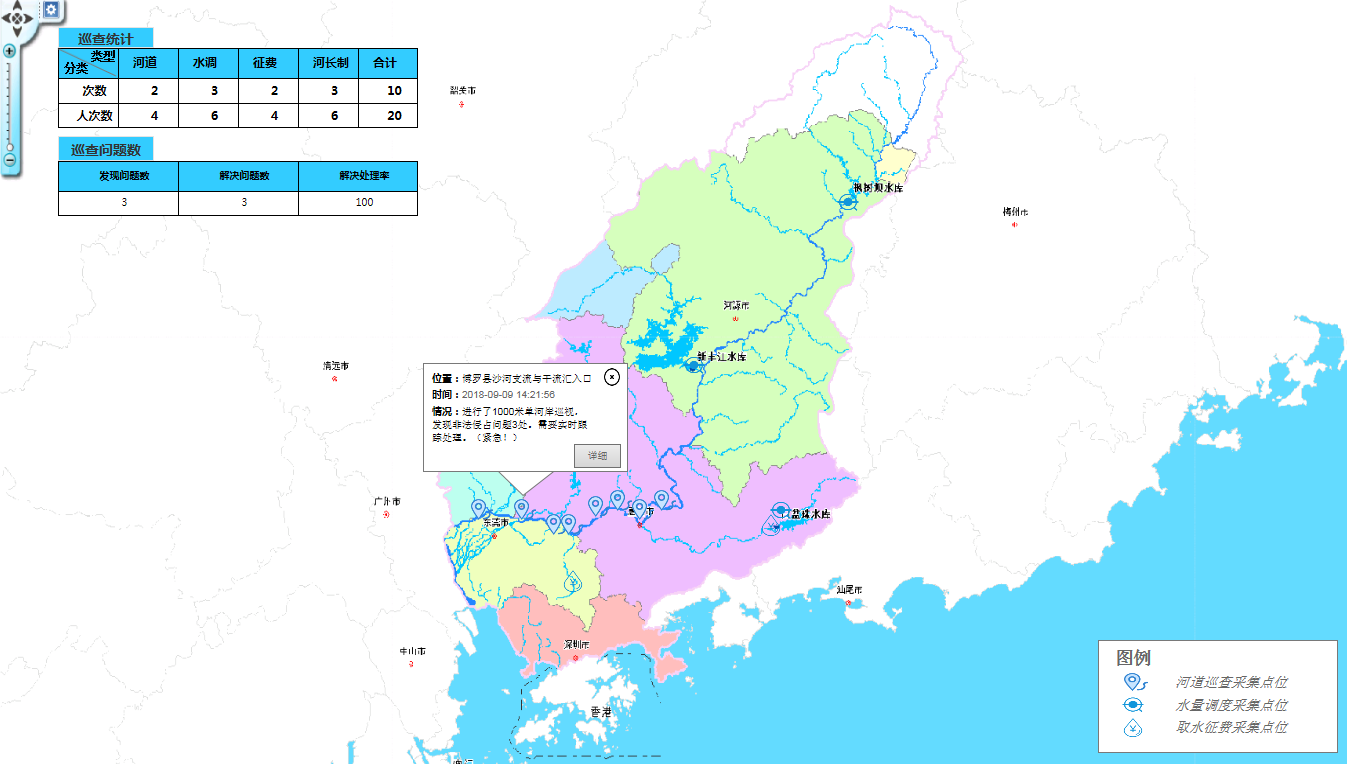 巡查统计
类型
分类
河道 水调 征费 河长制 合计
次数 2 3 2 3 10
人次数 4 6 4 6 20
巡查问题数
发现问题数 解决问题数 解决处理率
3 3 100
韶关市
枫树坝水库
梅州市
河源市
新丰江水库
清远市
位置：博罗县沙河支流与干流汇入口
时间：2018-09-09 14:21:56
情况：进行了1000米单河岸巡视，
发现非法侵占问题3处。需要实时跟
踪处理。（紧急！）
详细
广州市
东莞市
市
盆珠水库
汕尾市
深圳市
中山市
香港
图例
河道巡查采集点位
水量调度采集点位
取水征费采集点位